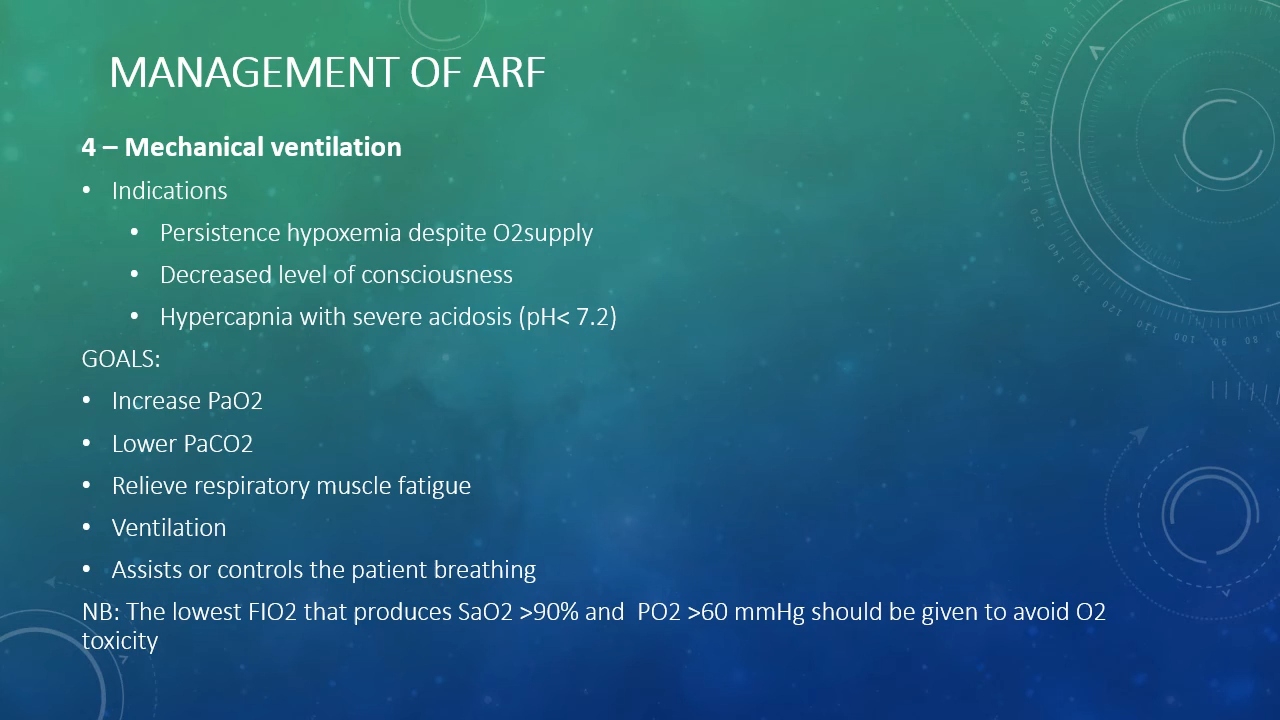 MANAGEMENT OF ARF
4 – Mechanical ventilation
• Indications
• Persistence hypoxemia despite O2supply
• Decreased level of consciousness
• Hypercapnia with severe acidosis (pH< 7.2)
GOALS:
• Increase PaO2
• Lower PaCO2
• Relieve respiratory muscle fatigue
• Ventilation
• Assists or controls the patient breathing
NB: The lowest FIO2 that produces SaO2 >90% and  PO2 >60 mmHg should be given to avoid O2
toxicity